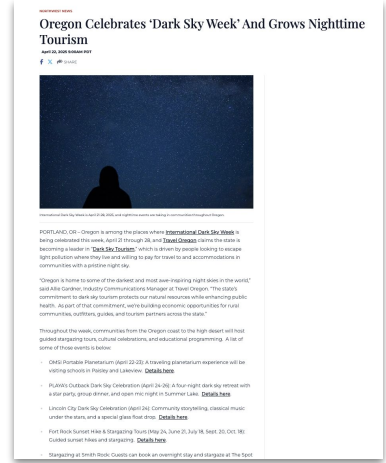 NORTHWEST NEWS
Oregon Celebrates 'Dark Sky Week' And Grows Nighttime
Tourism
April 22, 2025 9:00AM PDT
SHARE
International Dark Sky Week is April 21-28, 2025, and nighttime events are taking in communities throughout Oregon.
PORTLAND, OR – Oregon is among the places where International Dark Sky Week is
being celebrated this week, April 21 through 28, and Travel Oregon claims the state is
becoming a leader in "Dark Sky Tourism," which is driven by people looking to escape
light pollution where they live and willing to pay for travel to and accommodations in
communities with a pristine night sky.
"Oregon is home to some of the darkest and most awe-inspiring night skies in the world,"
said Allie Gardner, Industry Communications Manager at Travel Oregon. "The state's
commitment to dark sky tourism protects our natural resources while enhancing public
health. As part of that commitment, we're building economic opportunities for rural
communities, outfitters, guides, and tourism partners across the state."
Throughout the week, communities from the Oregon coast to the high desert will host
guided stargazing tours, cultural celebrations, and educational programming. A list of
some of those events is below:
- OMSI Portable Planetarium (April 22-23): A traveling planetarium experience will be
visiting schools in Paisley and Lakeview. Details here.
- PLAYA's Outback Dark Sky Celebration (April 24-26): A four-night dark sky retreat with
a star party, group dinner, and open mic night in Summer Lake. Details here.
- Lincoln City Dark Sky Celebration (April 24): Community storytelling, classical music
under the stars, and a special glass float drop. Details here.
- Fort Rock Sunset Hike & Stargazing Tours (May 24, June 21, July 18, Sept. 20, Oct. 18):
Guided sunset hikes and stargazing. Details here.
- Stargazing at Smith Rock: Guests can book an overnight stay and stargaze at The Spot